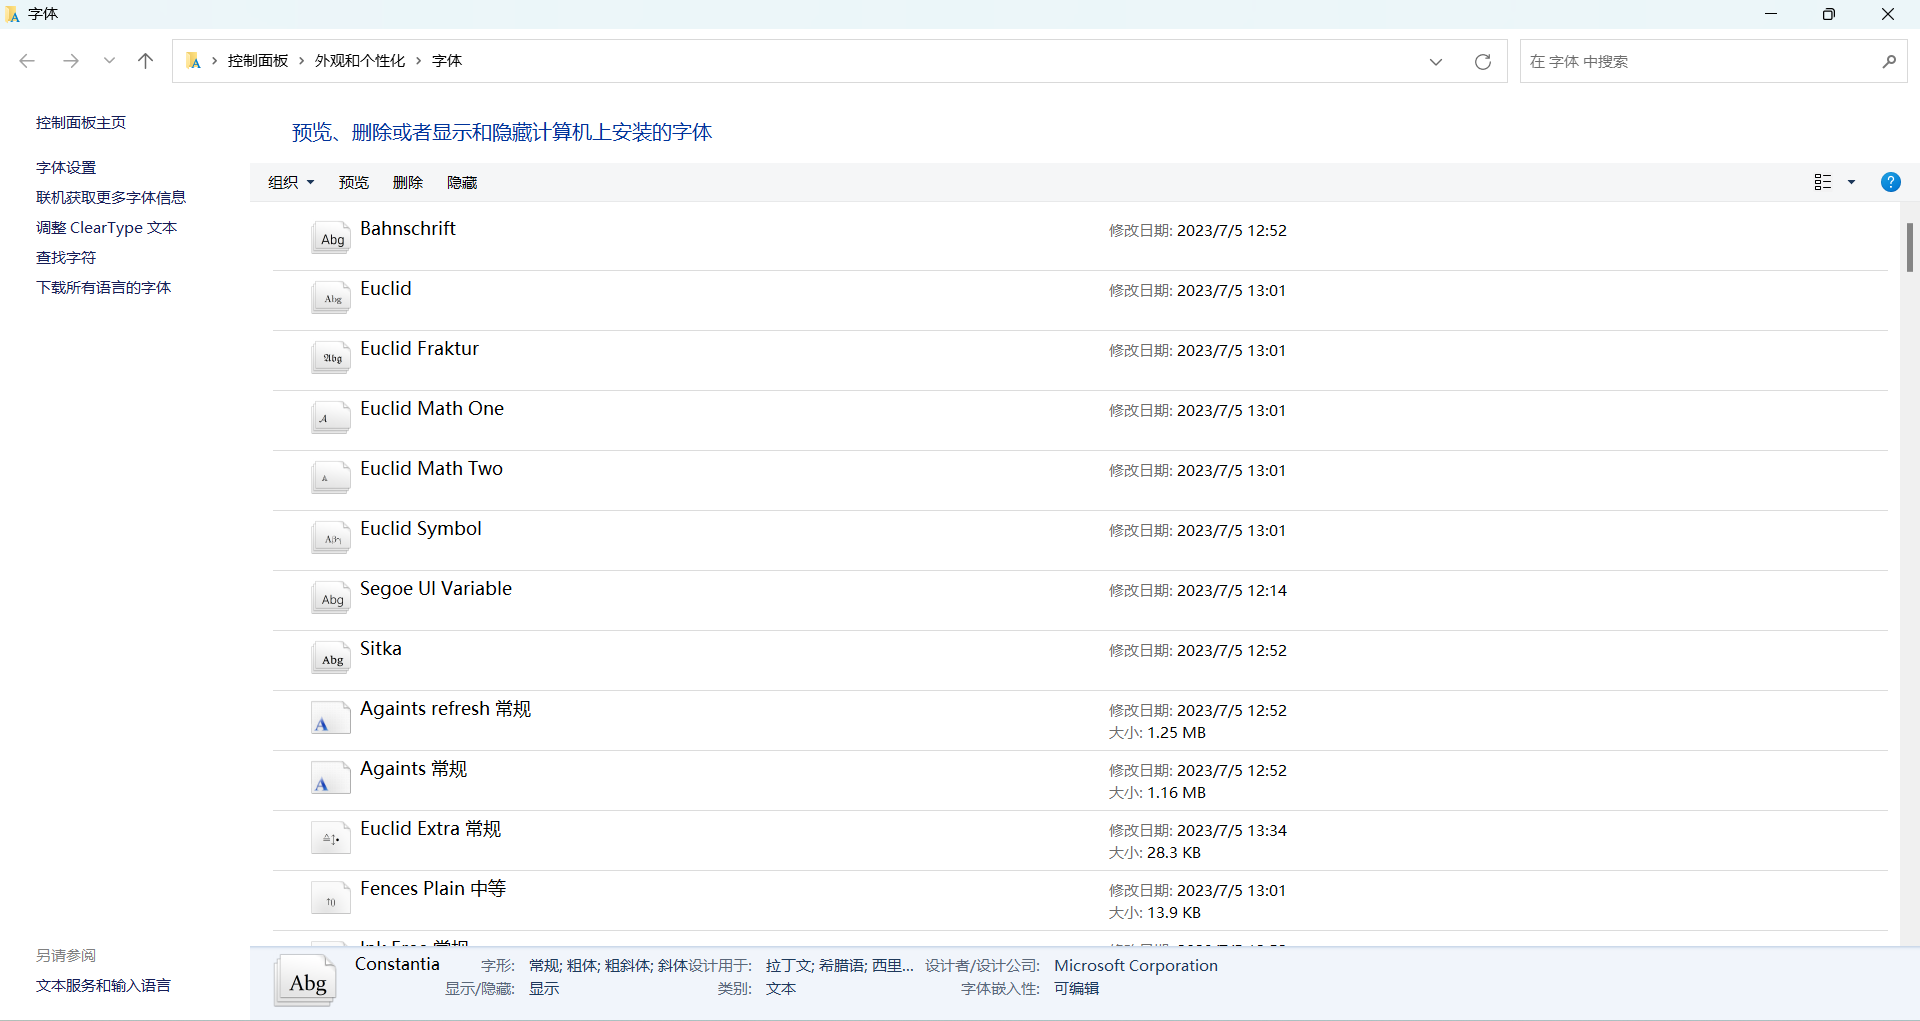 字体
控制面板 › 外观和个性化 › 字体
在 字体 中搜索
控制面板主页
字体设置
联机获取更多字体信息
调整 ClearType 文本
查找字符
下载所有语言的字体
预览、删除或者显示和隐藏计算机上安装的字体
组织 预览 删除 隐藏
Abg Bahnschrift 修改日期: 2023/7/5 12:52
Abg Euclid 修改日期: 2023/7/5 13:01
Abg Euclid Fraktur 修改日期: 2023/7/5 13:01
A Euclid Math One 修改日期: 2023/7/5 13:01
A Euclid Math Two 修改日期: 2023/7/5 13:01
Euclid Symbol 修改日期: 2023/7/5 13:01
Abg Segoe UI Variable 修改日期: 2023/7/5 12:14
Abg Sitka 修改日期: 2023/7/5 12:52
A Againts refresh 常规 修改日期: 2023/7/5 12:52
大小: 1.25 MB
A Againts 常规 修改日期: 2023/7/5 12:52
大小: 1.16 MB
Euclid Extra 常规 修改日期: 2023/7/5 13:34
大小: 28.3 KB
Fences Plain 中等 修改日期: 2023/7/5 13:01
大小: 13.9 KB
另请参阅
文本服务和输入语言
Abg
Constantia 字形: 常规; 粗体; 粗斜体; 斜体 设计用于: 拉丁文; 希腊语; 西里... 设计者/设计公司: Microsoft Corporation
显示/隐藏: 显示 类别: 文本 字体嵌入性: 可编辑